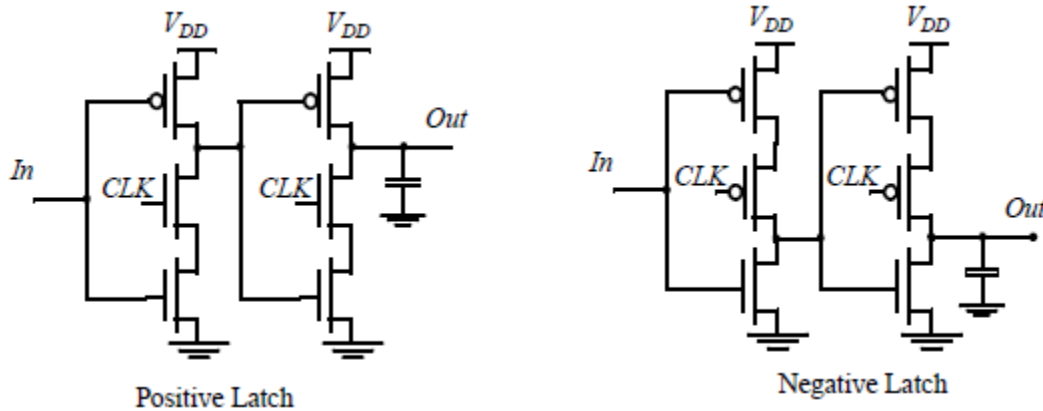 V_DD V_DD
Out
In
CLK CLK
Positive Latch
V_DD V_DD
In
CLK CLK
Out
Negative Latch